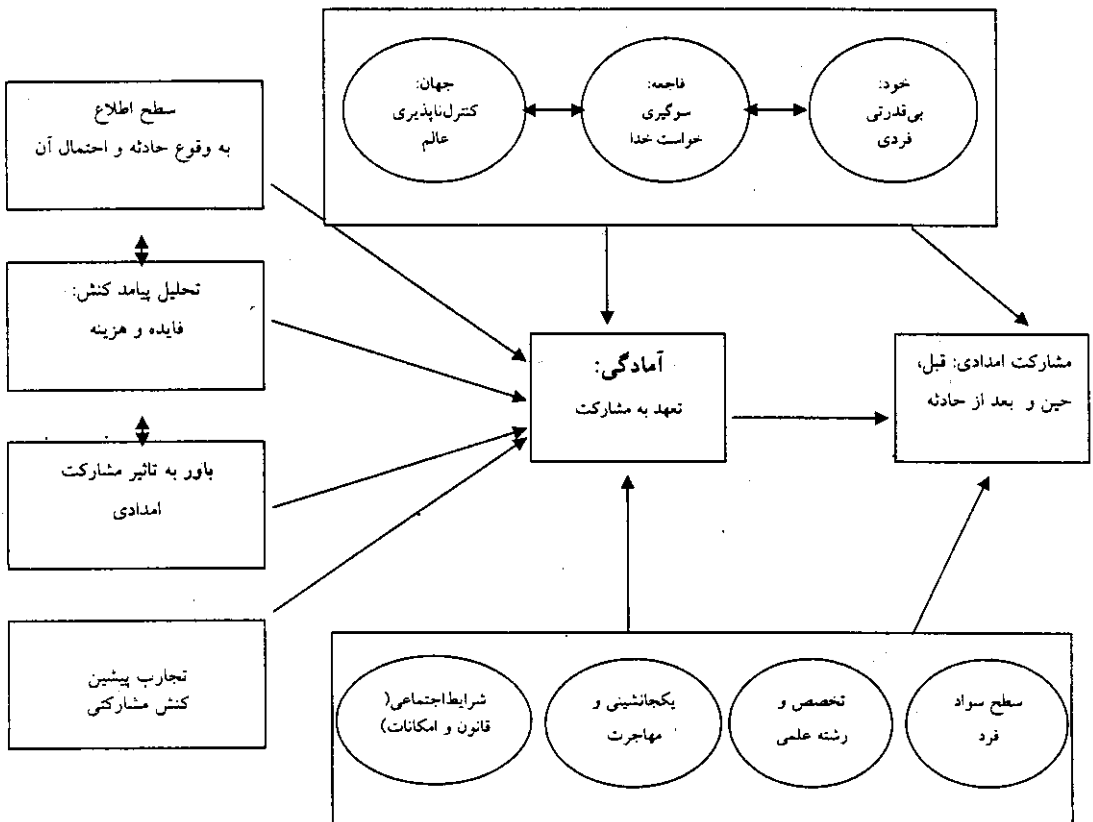 خود:
بی‌قدرتی
فردی
فاجعه:
سوگیری
خواست خدا
جهان:
کنترل‌ناپذیری
عالم
سطح اطلاع
به وقوع حادثه و احتمال آن
تحلیل پیامد کنش:
فایده و هزینه
باور به تاثیر مشارکت
امدادی
تجارب پیشین
کنش مشارکتی
آمادگی:
تعهد به مشارکت
مشارکت امدادی: قبل،
حین و بعد از حادثه
سطح سواد
فرد
تخصص و
رشته علمی
یکجانشینی و
مهاجرت
شرایط اجتماعی(
قانون و امکانات)